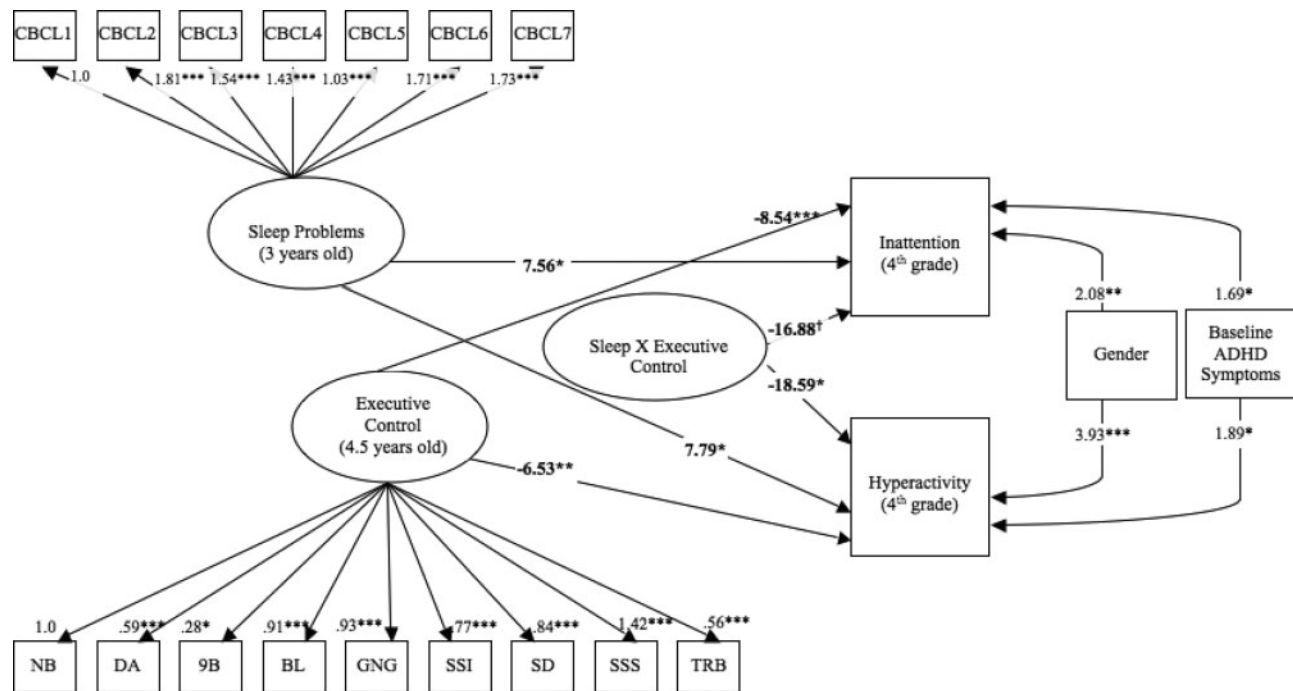 CBCL1 CBCL2 CBCL3 CBCL4 CBCL5 CBCL6 CBCL7
1.0 1.81*** 1.54*** 1.43*** 1.03*** 1.71*** 1.73***
Sleep Problems
(3 years old)
-8.54***
7.56*
Inattention
(4th grade)
2.08**
1.69*
Sleep X Executive
Control
-16.88†
-18.59*
Gender
Baseline
ADHD
Symptoms
Executive
Control
(4.5 years old)
7.79*
-6.53**
3.93***
1.89*
Hyperactivity
(4th grade)
1.0 .59*** .28* .91*** .93*** .77*** .84*** 1.42*** .56***
NB DA 9B BL GNG SSI SD SSS TRB